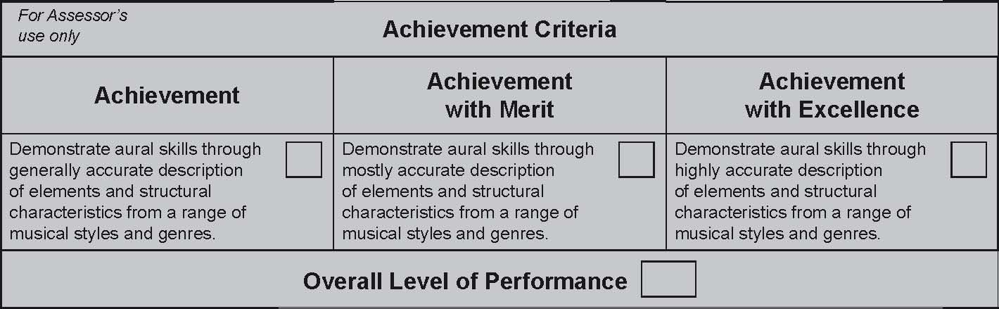 For Assessor's
use only
Achievement Criteria
Achievement
Achievement
with Merit
Achievement
with Excellence
Demonstrate aural skills through
generally accurate description
of elements and structural
characteristics from a range of
musical styles and genres.
Demonstrate aural skills through
mostly accurate description
of elements and structural
characteristics from a range of
musical styles and genres.
Demonstrate aural skills through
highly accurate description
of elements and structural
characteristics from a range of
musical styles and genres.
Overall Level of Performance